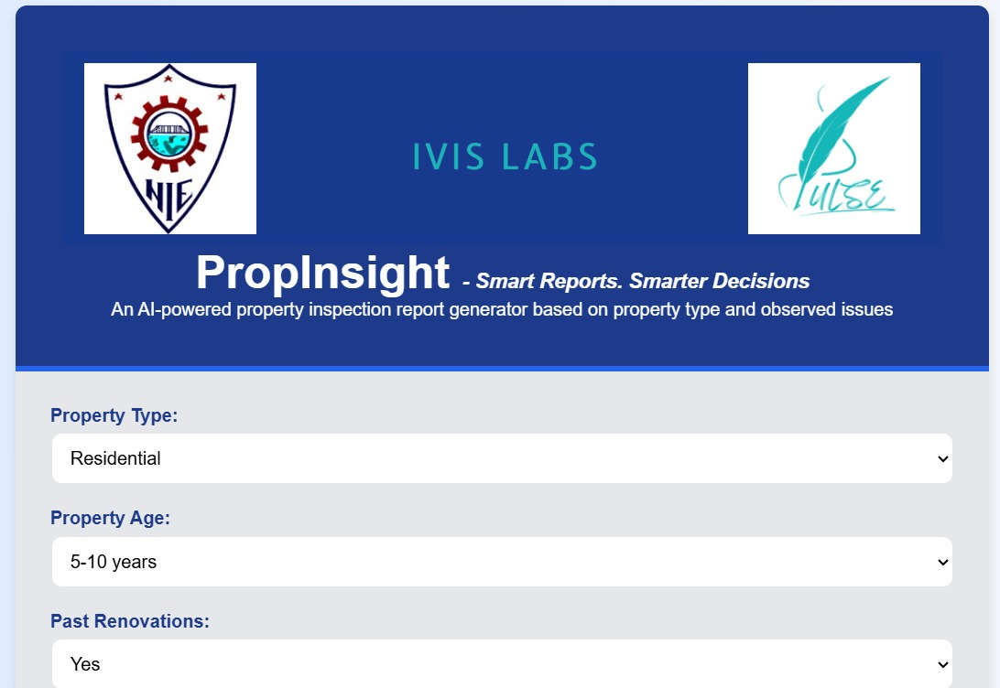 NIE
IVIS LABS
PULSE
PropInsight - Smart Reports. Smarter Decisions
An AI-powered property inspection report generator based on property type and observed issues
Property Type:
Residential
Property Age:
5-10 years
Past Renovations:
Yes